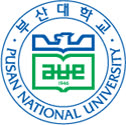 부산대학교
PUSAN NATIONAL UNIVERSITY
1946